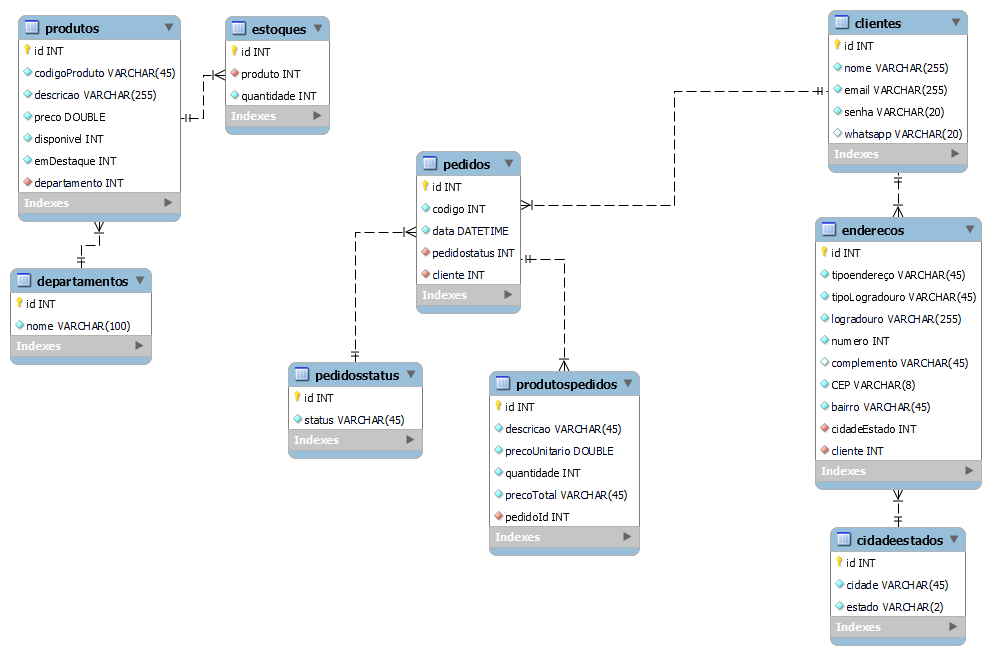 produtos
id INT
codigoProduto VARCHAR(45)
descricao VARCHAR(255)
preco DOUBLE
disponivel INT
emDestaque INT
departamento INT
Indexes
estoques
id INT
produto INT
quantidade INT
Indexes
departamentos
id INT
nome VARCHAR(100)
Indexes
pedidos
id INT
codigo INT
data DATETIME
pedidostatus INT
cliente INT
Indexes
pedidosstatus
id INT
status VARCHAR(45)
Indexes
produtospedidos
id INT
descricao VARCHAR(45)
precoUnitario DOUBLE
quantidade INT
precoTotal VARCHAR(45)
pedidoId INT
Indexes
clientes
id INT
nome VARCHAR(255)
email VARCHAR(255)
senha VARCHAR(20)
whatsapp VARCHAR(20)
Indexes
enderecos
id INT
tipoendereço VARCHAR(45)
tipoLogradouro VARCHAR(45)
logradouro VARCHAR(255)
numero INT
complemento VARCHAR(45)
CEP VARCHAR(8)
bairro VARCHAR(45)
cidadeEstado INT
cliente INT
Indexes
cidadeestados
id INT
cidade VARCHAR(45)
estado VARCHAR(2)
Indexes